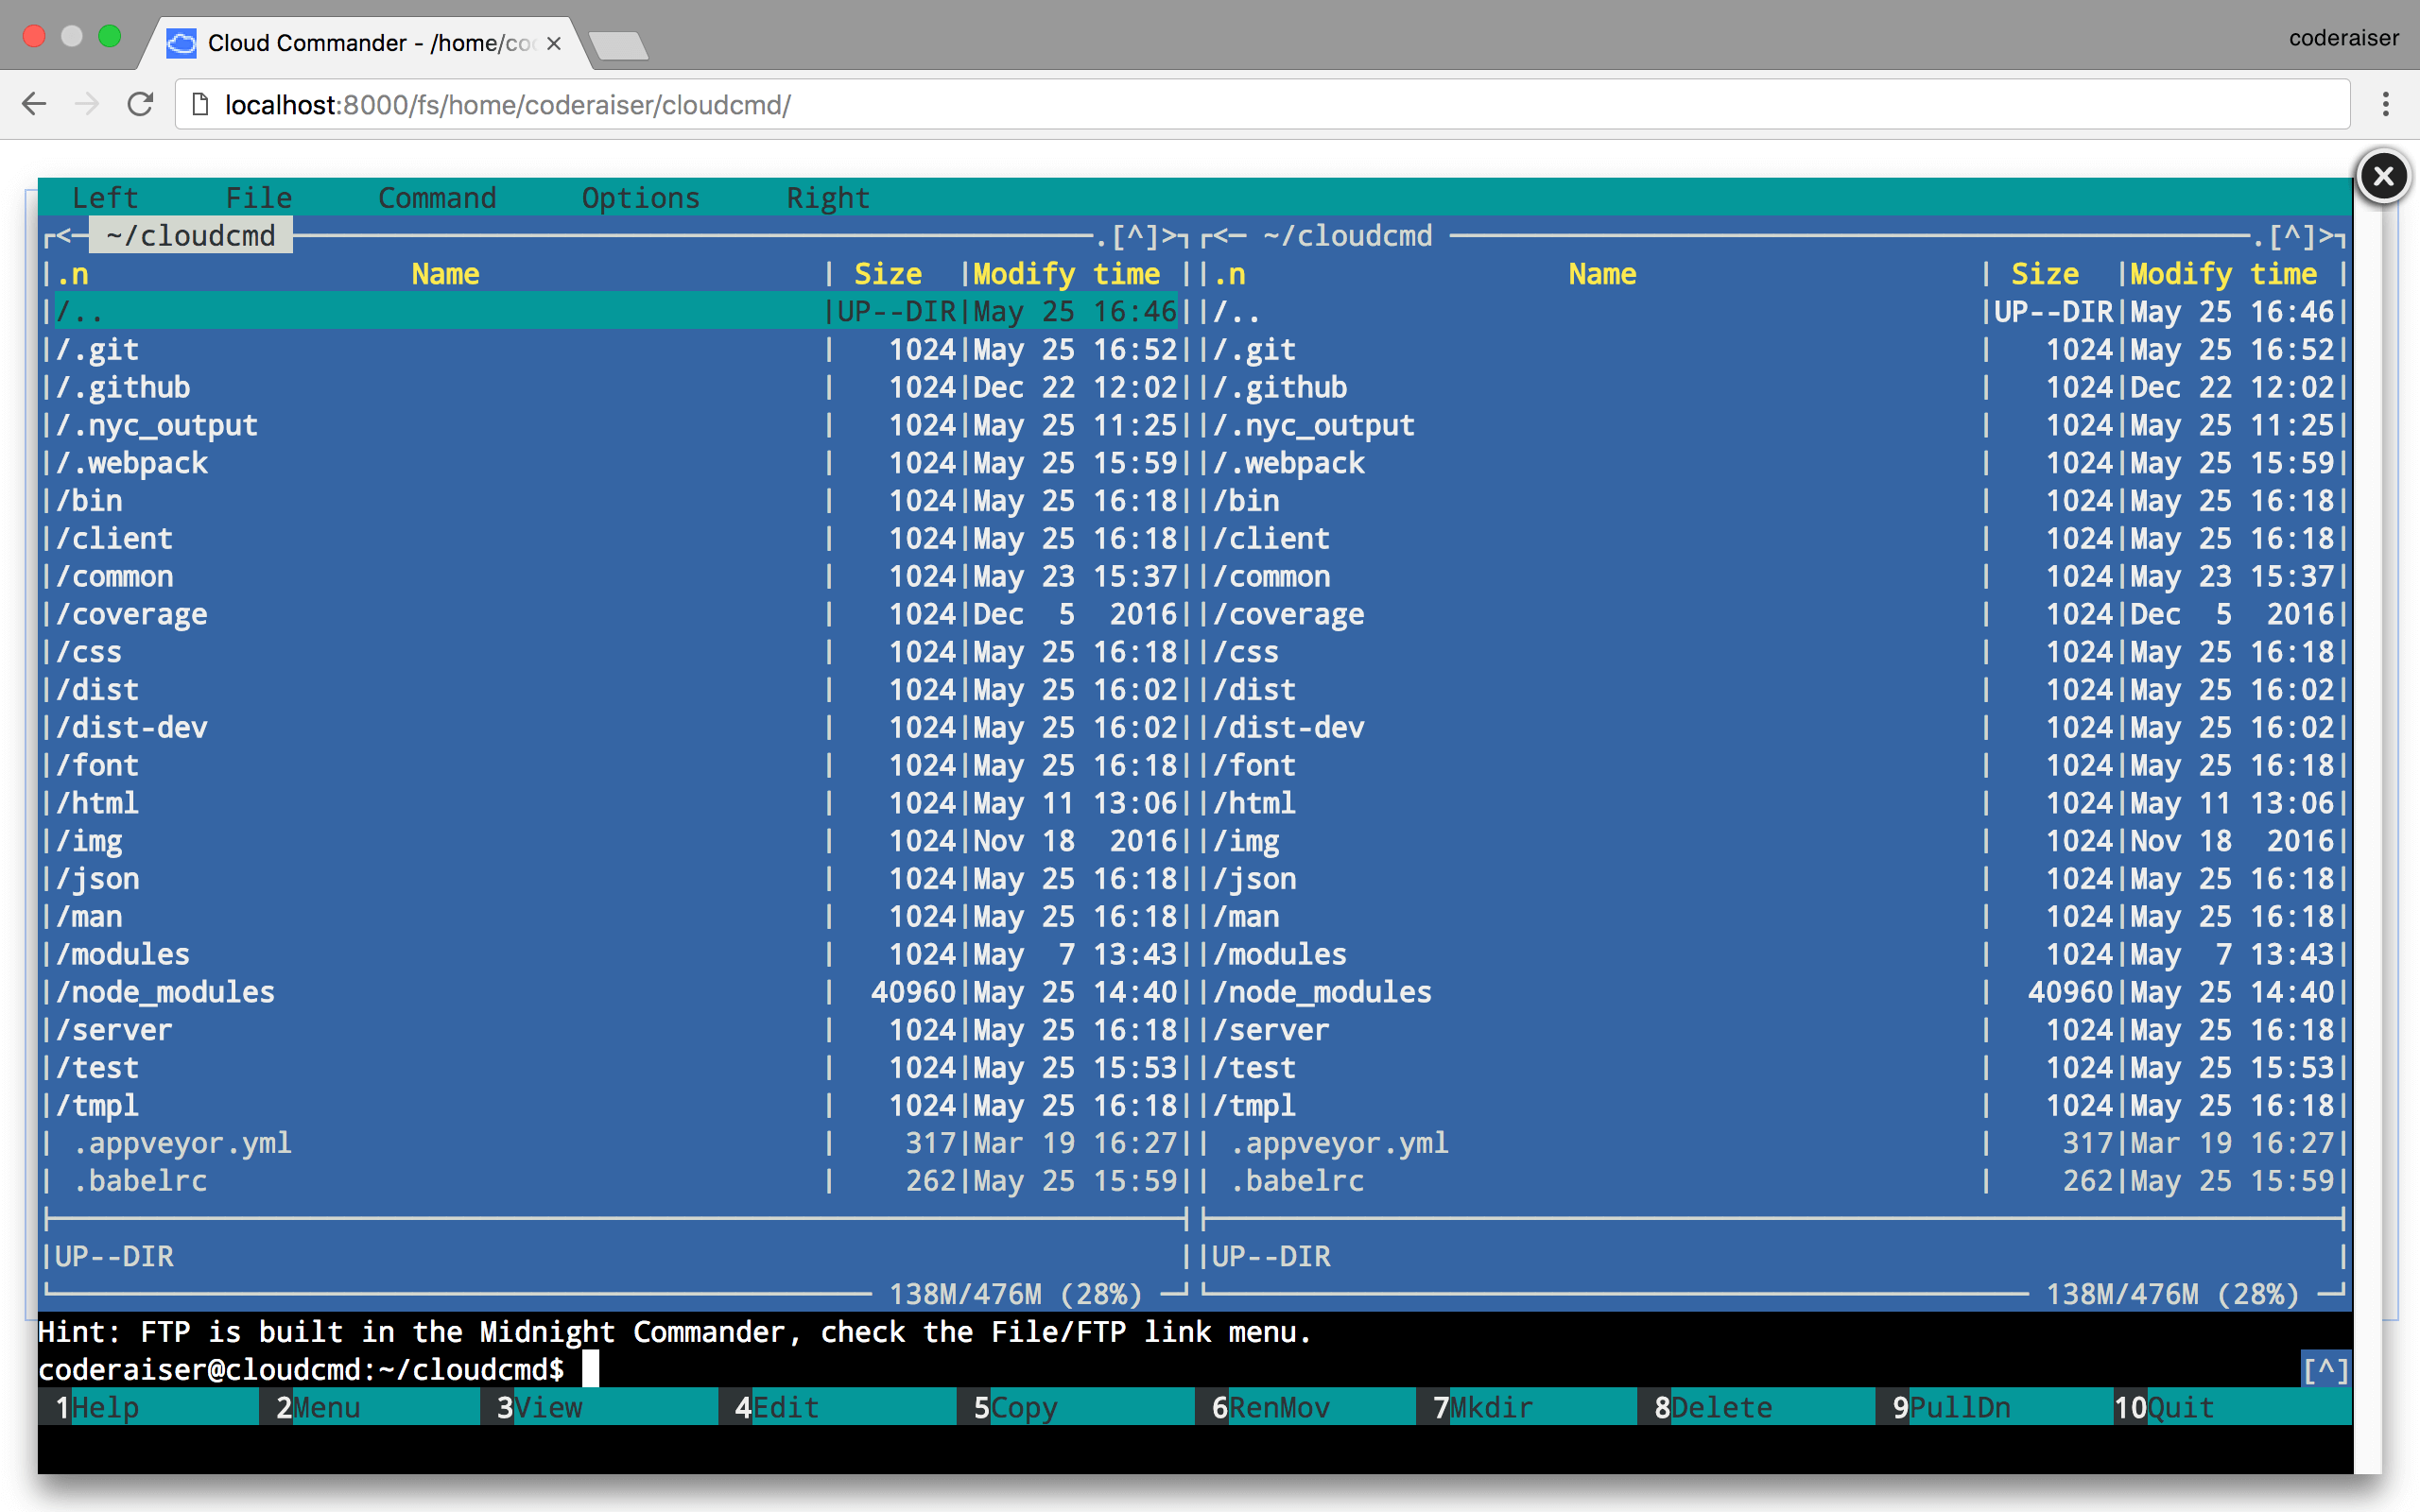 Cloud Commander - /home/co
coderaiser
localhost:8000/fs/home/coderaiser/cloudcmd/
Left File Command Options Right
┌<─ ~/cloudcmd ─.[^]>┐┌<─ ~/cloudcmd ─.[^]>┐
|.n Name | Size |Modify time ||.n Name | Size |Modify time |
|/.. |UP--DIR|May 25 16:46||/.. |UP--DIR|May 25 16:46|
|/.git | 1024|May 25 16:52||/.git | 1024|May 25 16:52|
|/.github | 1024|Dec 22 12:02||/.github | 1024|Dec 22 12:02|
|/.nyc_output | 1024|May 25 11:25||/.nyc_output | 1024|May 25 11:25|
|/.webpack | 1024|May 25 15:59||/.webpack | 1024|May 25 15:59|
|/bin | 1024|May 25 16:18||/bin | 1024|May 25 16:18|
|/client | 1024|May 25 16:18||/client | 1024|May 25 16:18|
|/common | 1024|May 23 15:37||/common | 1024|May 23 15:37|
|/coverage | 1024|Dec 5 2016||/coverage | 1024|Dec 5 2016|
|/css | 1024|May 25 16:18||/css | 1024|May 25 16:18|
|/dist | 1024|May 25 16:02||/dist | 1024|May 25 16:02|
|/dist-dev | 1024|May 25 16:02||/dist-dev | 1024|May 25 16:02|
|/font | 1024|May 25 16:18||/font | 1024|May 25 16:18|
|/html | 1024|May 11 13:06||/html | 1024|May 11 13:06|
|/img | 1024|Nov 18 2016||/img | 1024|Nov 18 2016|
|/json | 1024|May 25 16:18||/json | 1024|May 25 16:18|
|/man | 1024|May 25 16:18||/man | 1024|May 25 16:18|
|/modules | 1024|May 7 13:43||/modules | 1024|May 7 13:43|
|/node_modules | 40960|May 25 14:40||/node_modules | 40960|May 25 14:40|
|/server | 1024|May 25 16:18||/server | 1024|May 25 16:18|
|/test | 1024|May 25 15:53||/test | 1024|May 25 15:53|
|/tmpl | 1024|May 25 16:18||/tmpl | 1024|May 25 16:18|
| .appveyor.yml | 317|Mar 19 16:27|| .appveyor.yml | 317|Mar 19 16:27|
| .babelrc | 262|May 25 15:59|| .babelrc | 262|May 25 15:59|
|UP--DIR ||UP--DIR |
138M/476M (28%) 138M/476M (28%)
Hint: FTP is built in the Midnight Commander, check the File/FTP link menu.
coderaiser@cloudcmd:~/cloudcmd$ [^]
1Help 2Menu 3View 4Edit 5Copy 6RenMov 7Mkdir 8Delete 9PullDn 10Quit